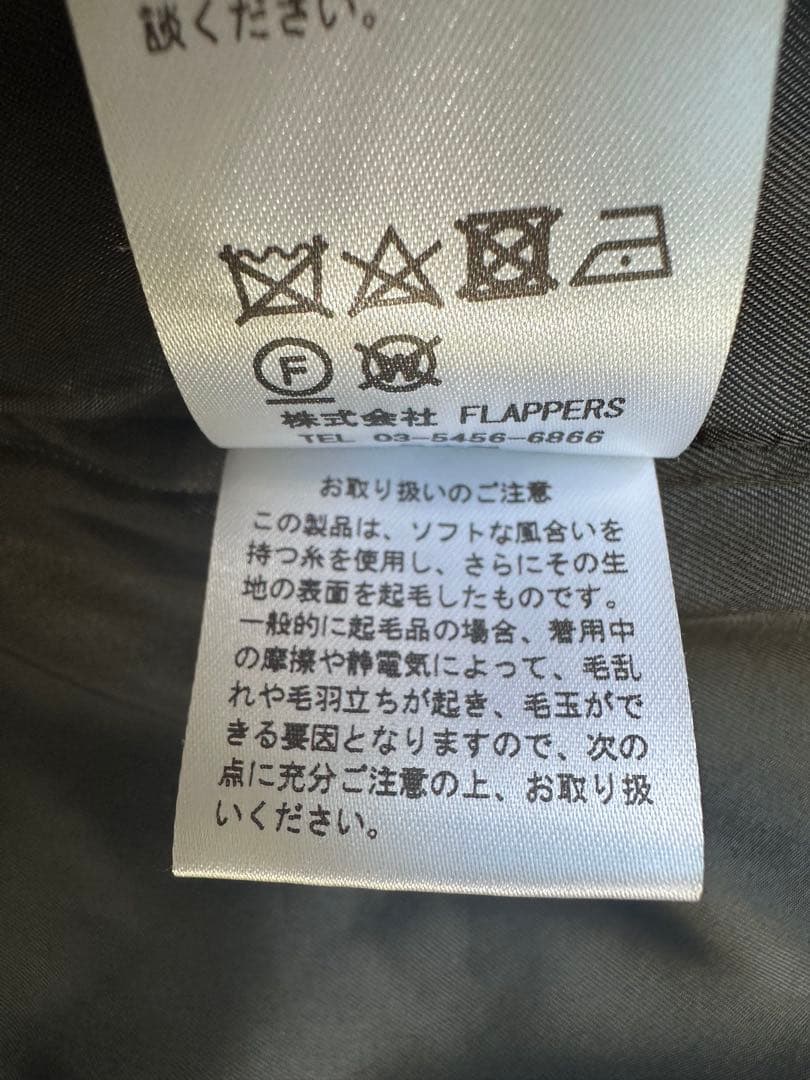 談ください。
F
W
株式会社 FLAPPERS
TEL 03-5456-6866
お取り扱いのご注意
この製品は、ソフトな風合いを
持つ糸を使用し、さらにその生
地の表面を起毛したものです。
一般的に起毛品の場合、着用中
の摩擦や静電気によって、毛乱
れや毛羽立ちが起き、毛玉がで
きる要因となりますので、次の
点に充分ご注意の上、お取り扱
いください。